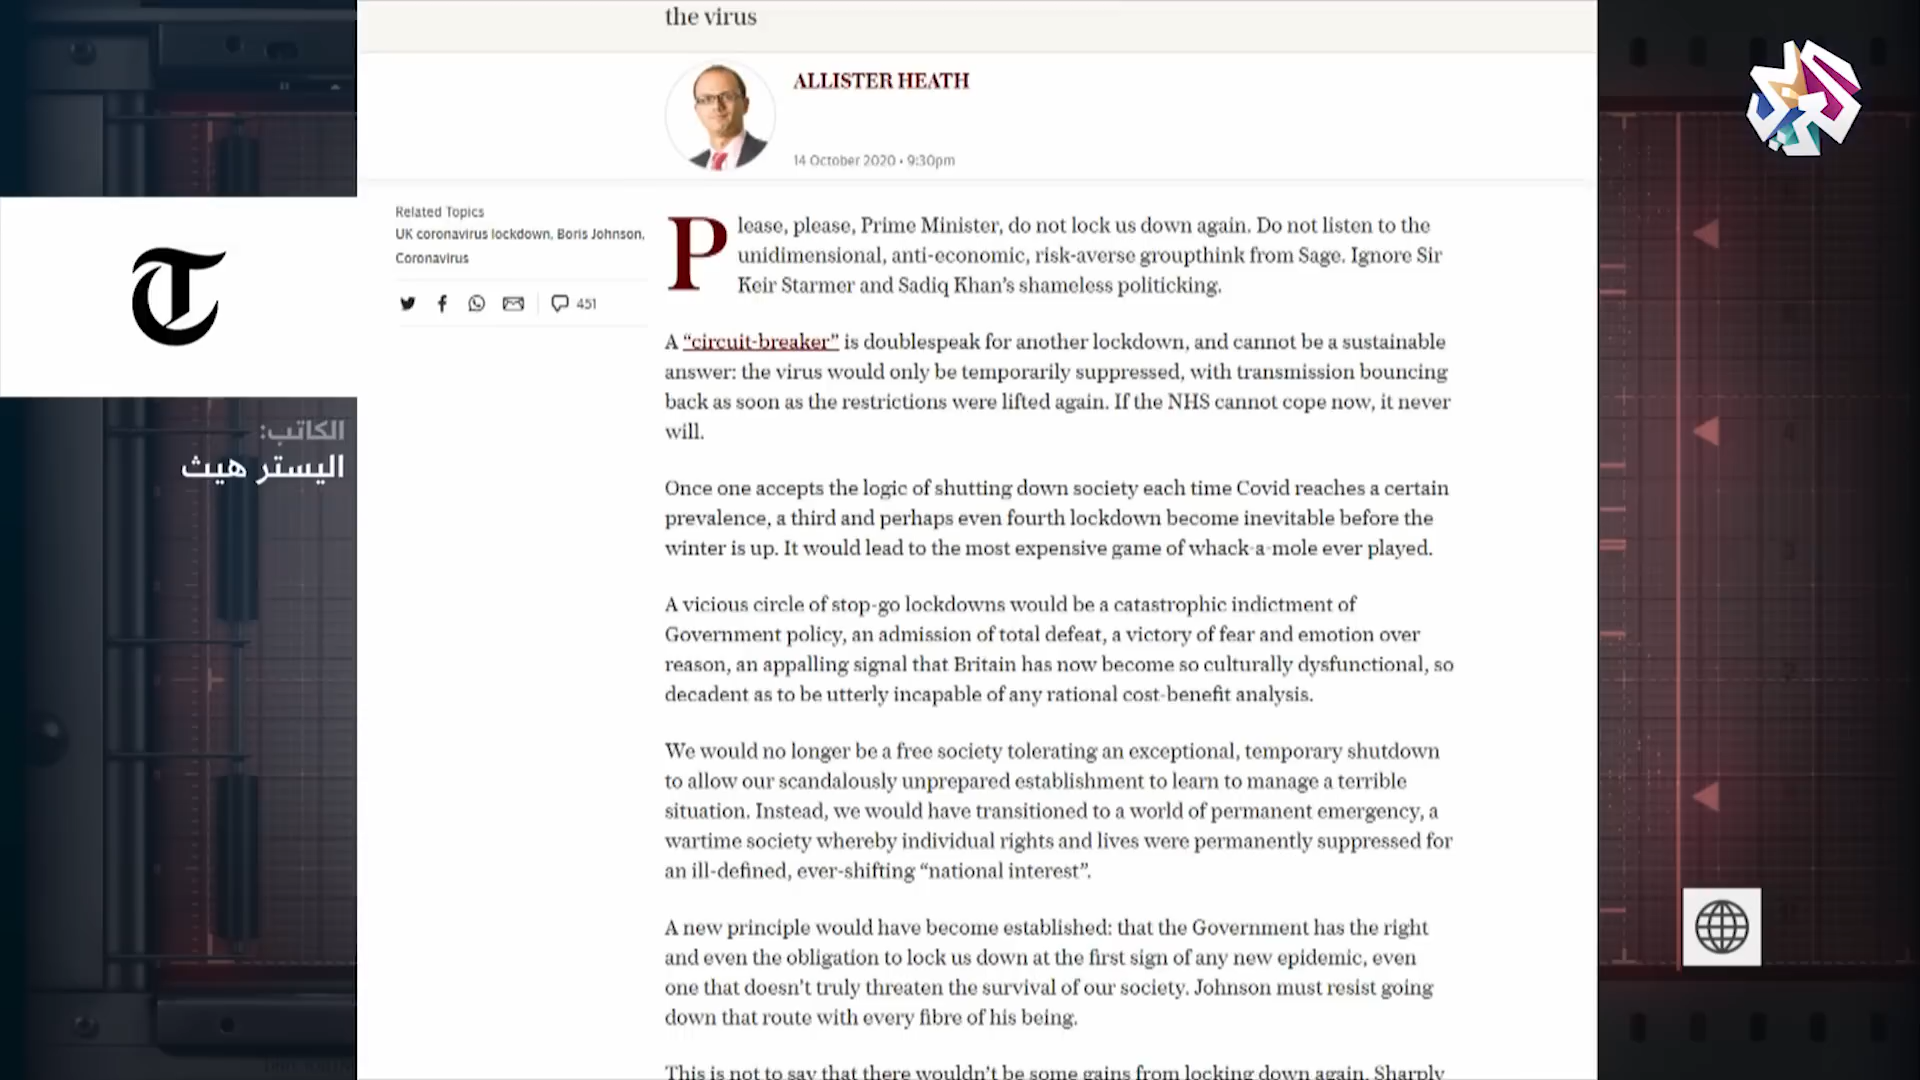 the virus
ALLISTER HEATH
14 October 2020 • 9:30pm
Related Topics
UK coronavirus lockdown, Boris Johnson,
Coronavirus
451
الكاتب:
اليستر هيث
Please, please, Prime Minister, do not lock us down again. Do not listen to the
unidimensional, anti-economic, risk-averse groupthink from Sage. Ignore Sir
Keir Starmer and Sadiq Khan’s shameless politicking.
A “circuit-breaker” is doublespeak for another lockdown, and cannot be a sustainable
answer: the virus would only be temporarily suppressed, with transmission bouncing
back as soon as the restrictions were lifted again. If the NHS cannot cope now, it never
will.
Once one accepts the logic of shutting down society each time Covid reaches a certain
prevalence, a third and perhaps even fourth lockdown become inevitable before the
winter is up. It would lead to the most expensive game of whack-a-mole ever played.
A vicious circle of stop-go lockdowns would be a catastrophic indictment of
Government policy, an admission of total defeat, a victory of fear and emotion over
reason, an appalling signal that Britain has now become so culturally dysfunctional, so
decadent as to be utterly incapable of any rational cost-benefit analysis.
We would no longer be a free society tolerating an exceptional, temporary shutdown
to allow our scandalously unprepared establishment to learn to manage a terrible
situation. Instead, we would have transitioned to a world of permanent emergency, a
wartime society whereby individual rights and lives were permanently suppressed for
an ill-defined, ever-shifting “national interest”.
A new principle would have become established: that the Government has the right
and even the obligation to lock us down at the first sign of any new epidemic, even
one that doesn’t truly threaten the survival of our society. Johnson must resist going
down that route with every fibre of his being.
This is not to say that there wouldn’t be some gains from locking down again. Sharply